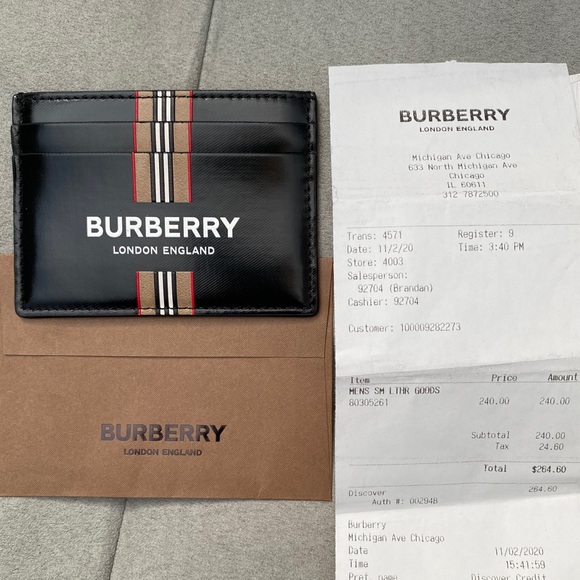 BURBERRY
LONDON ENGLAND
BURBERRY
LONDON ENGLAND
BURBERRY
LONDON ENGLAND
Michigan Ave Chicago
633 North Michigan Ave
Chicago
IL 60611
312 7872500
Trans: 4571 Register: 9
Date: 11/2/20 Time: 3:40 PM
Store: 4003
Salesperson:
92704 (Brandan)
Cashier: 92704
Customer: 100009282273
Item Price Amount
MENS SM LTHR GOODS
80305261 240.00 240.00
Subtotal 240.00
Tax 24.60
Total $264.60
Discover 264.60
Auth #: 00294B
Burberry
Michigan Ave Chicago
Date 11/02/2020
Time 15:41:59
Pref. name Discover Credit